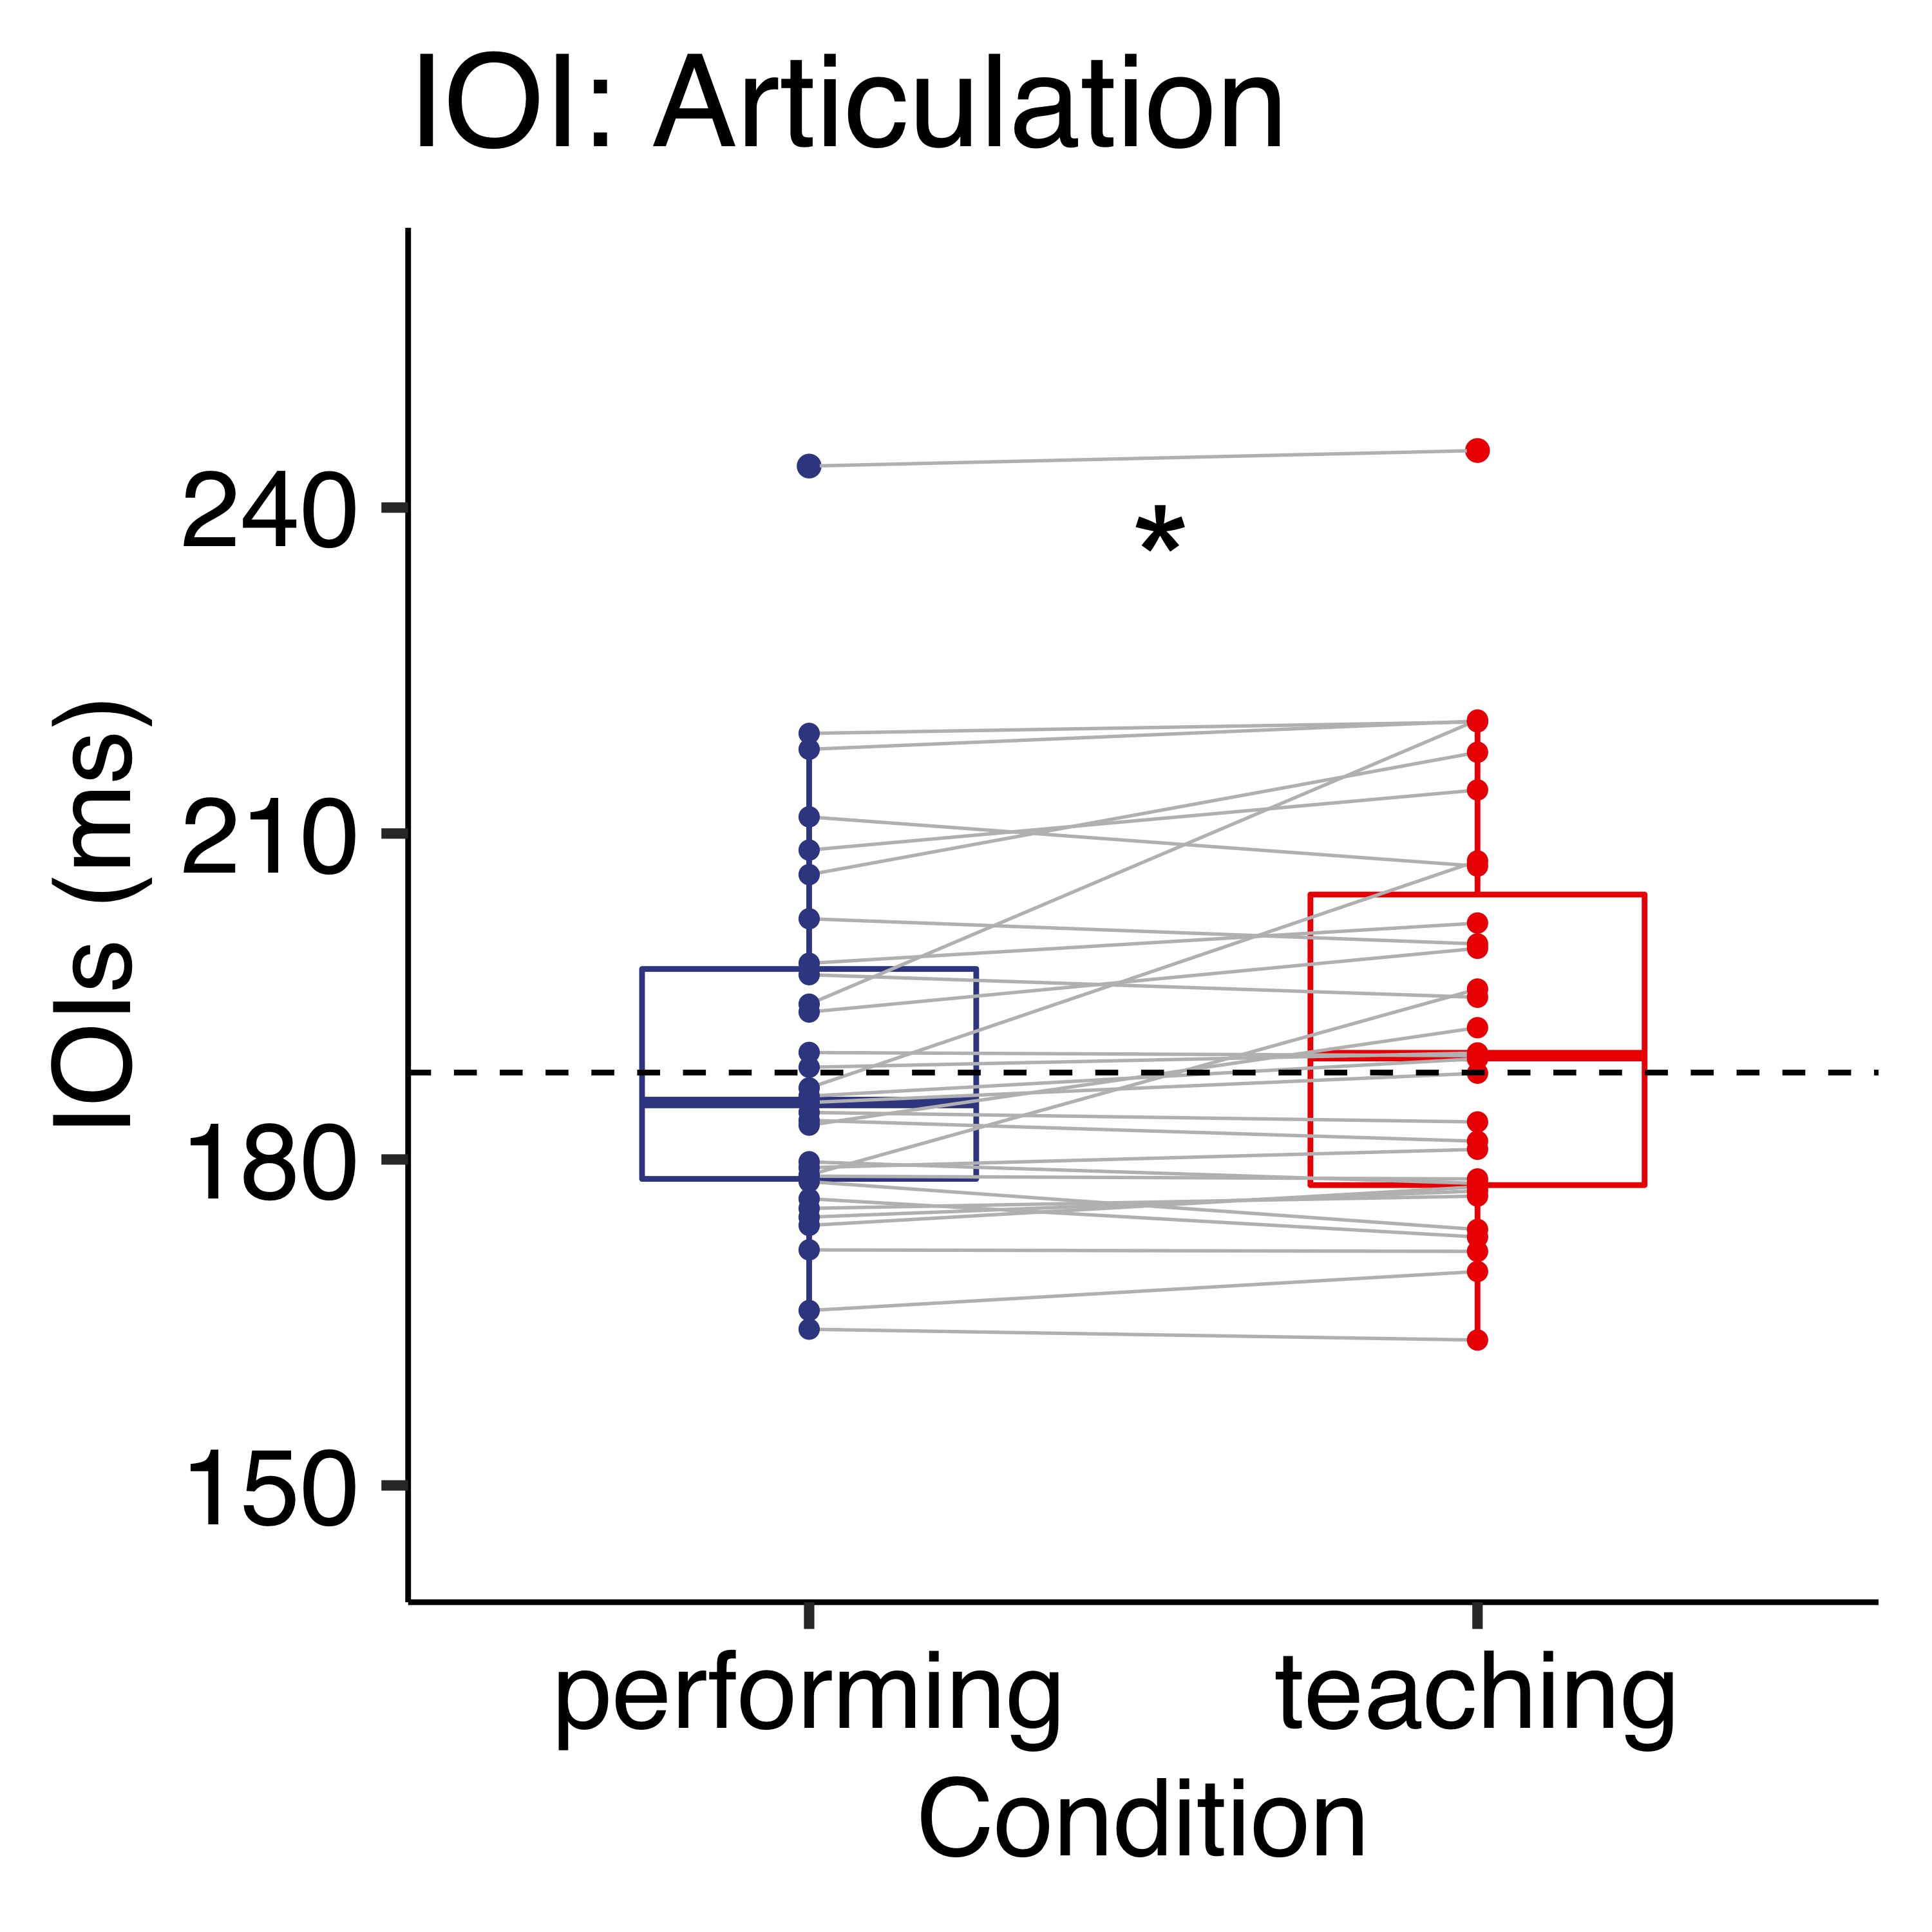 IOI: Articulation
*
IOIs (ms)
240
210
180
150
performing teaching
Condition